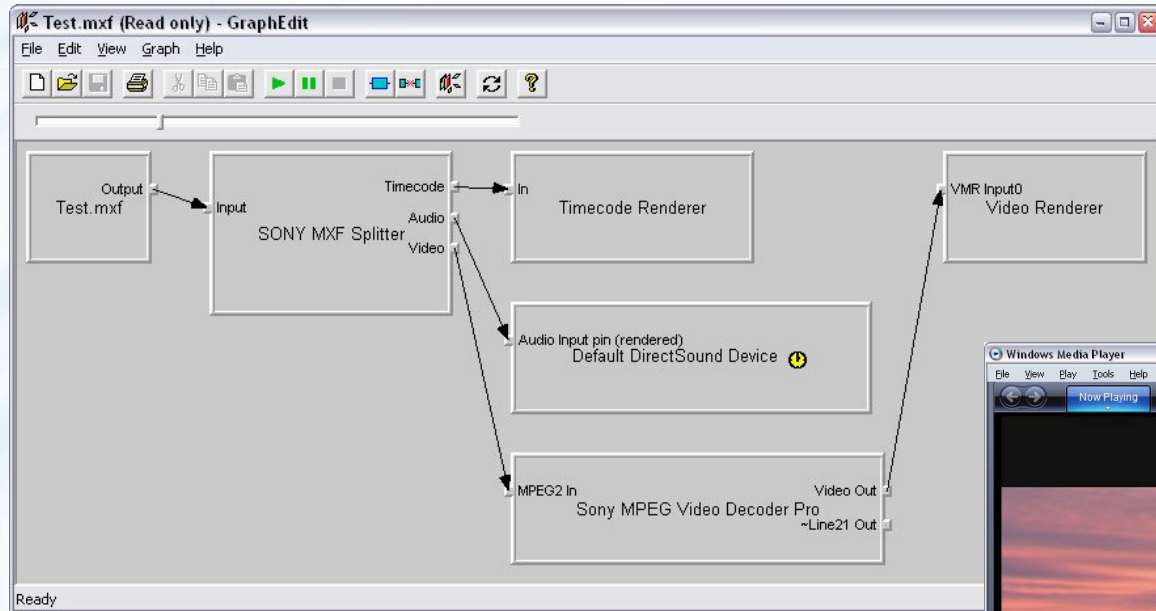 Test.mxf (Read only) - GraphEdit
File Edit View Graph Help
Output
Test.mxf
Input
SONY MXF Splitter
Timecode
Audio
Video
In
Timecode Renderer
VMR Input0
Video Renderer
Audio Input pin (rendered)
Default DirectSound Device
MPEG2 In
Sony MPEG Video Decoder Pro
Video Out
~Line21 Out
Ready
Windows Media Player
File View Play Tools Help
Now Playing